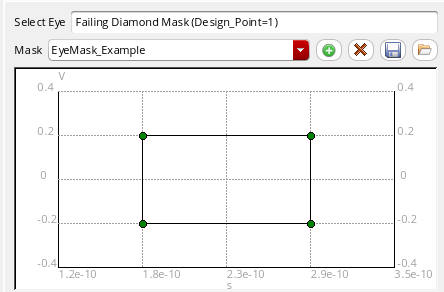 Select Eye Failing Diamond Mask (Design_Point=1)
Mask EyeMask_Example
V
0.4 0.4
0.2 0.2
0 0
-0.2 -0.2
-0.4 -0.4
1.2e-10 1.8e-10 2.3e-10 2.9e-10 3.5e-10
s